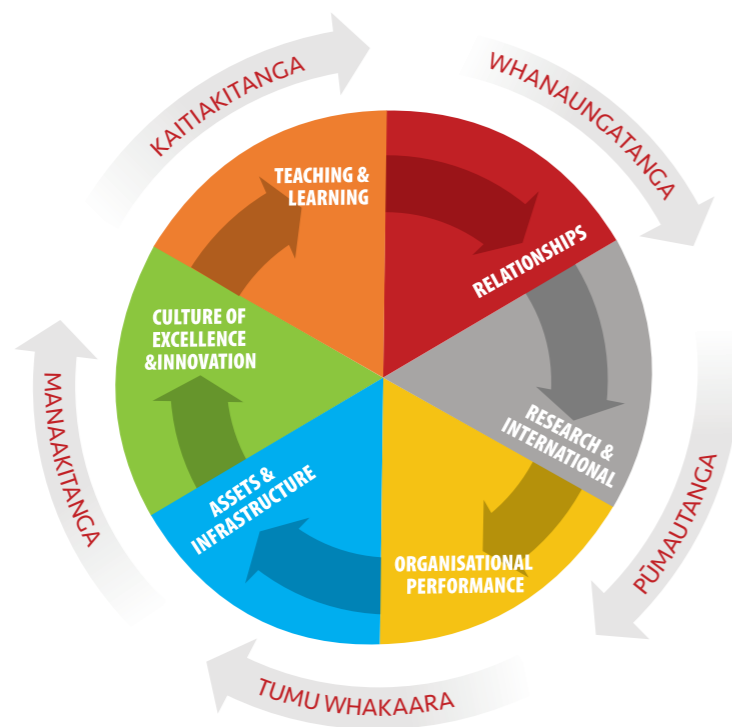 KAITIAKITANGA
WHANAUNGATANGA
TEACHING &
LEARNING
RELATIONSHIPS
CULTURE OF
EXCELLENCE
&INNOVATION
RESEARCH &
INTERNATIONAL
MANAAKITANGA
PŪMAUTANGA
ASSETS &
INFRASTRUCTURE
ORGANISATIONAL
PERFORMANCE
TUMU WHAKAARA